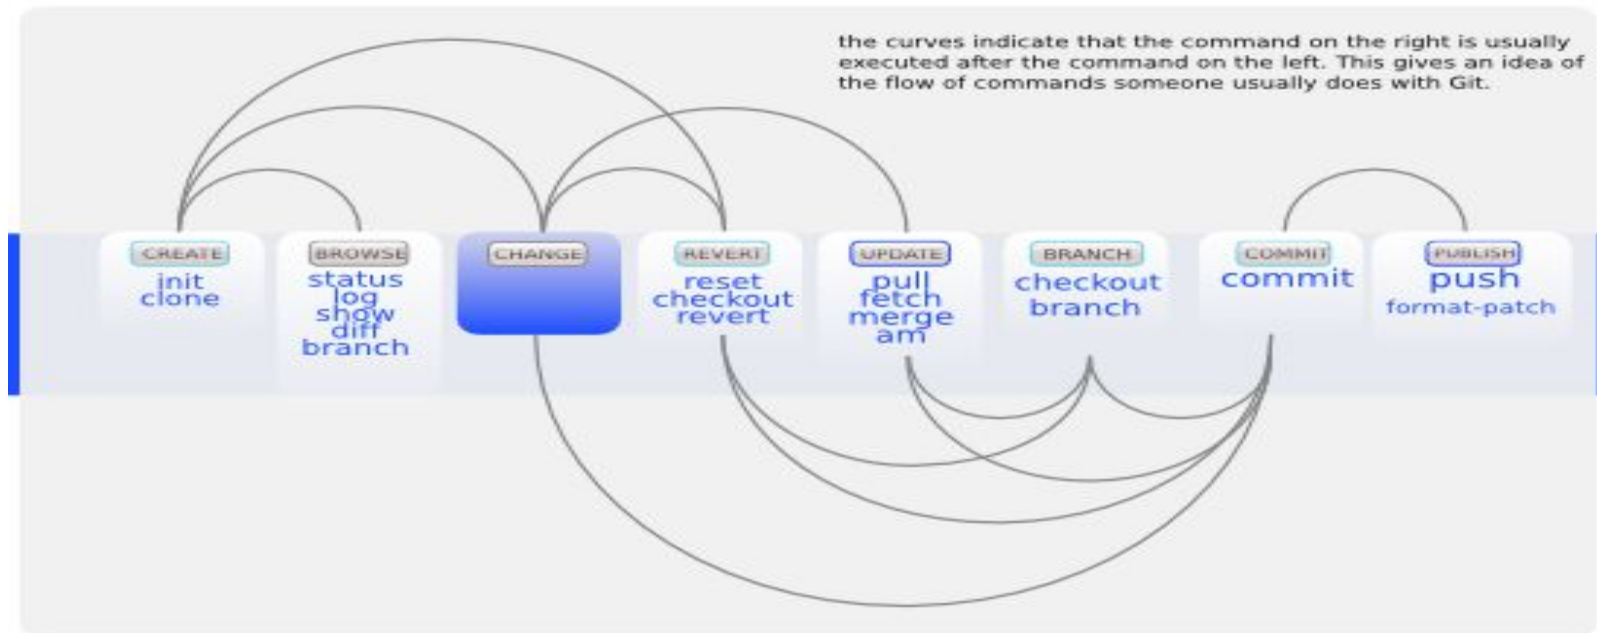 the curves indicate that the command on the right is usually
executed after the command on the left. This gives an idea of
the flow of commands someone usually does with Git.
CREATE
init
clone
BROWSE
status
log
show
diff
branch
CHANGE
REVERT
reset
checkout
revert
UPDATE
pull
fetch
merge
am
BRANCH
checkout
branch
COMMIT
commit
PUBLISH
push
format-patch